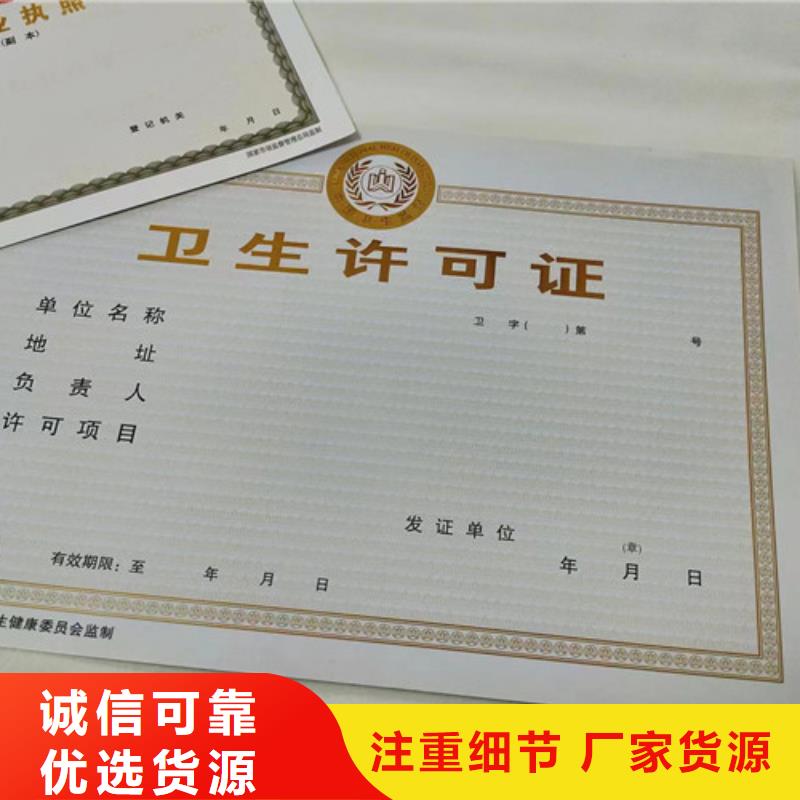 业执照
(副本)
登记机关
年 月 日
国家市场监督管理总局监制
卫生许可证
单位名称
卫 字( )第 号
地 址
负责人
许可项目
发证单位
(章)
年 月 日
有效期限：至 年 月 日
生健康委员会监制
诚信可靠
优选货源
注重细节 厂家货源